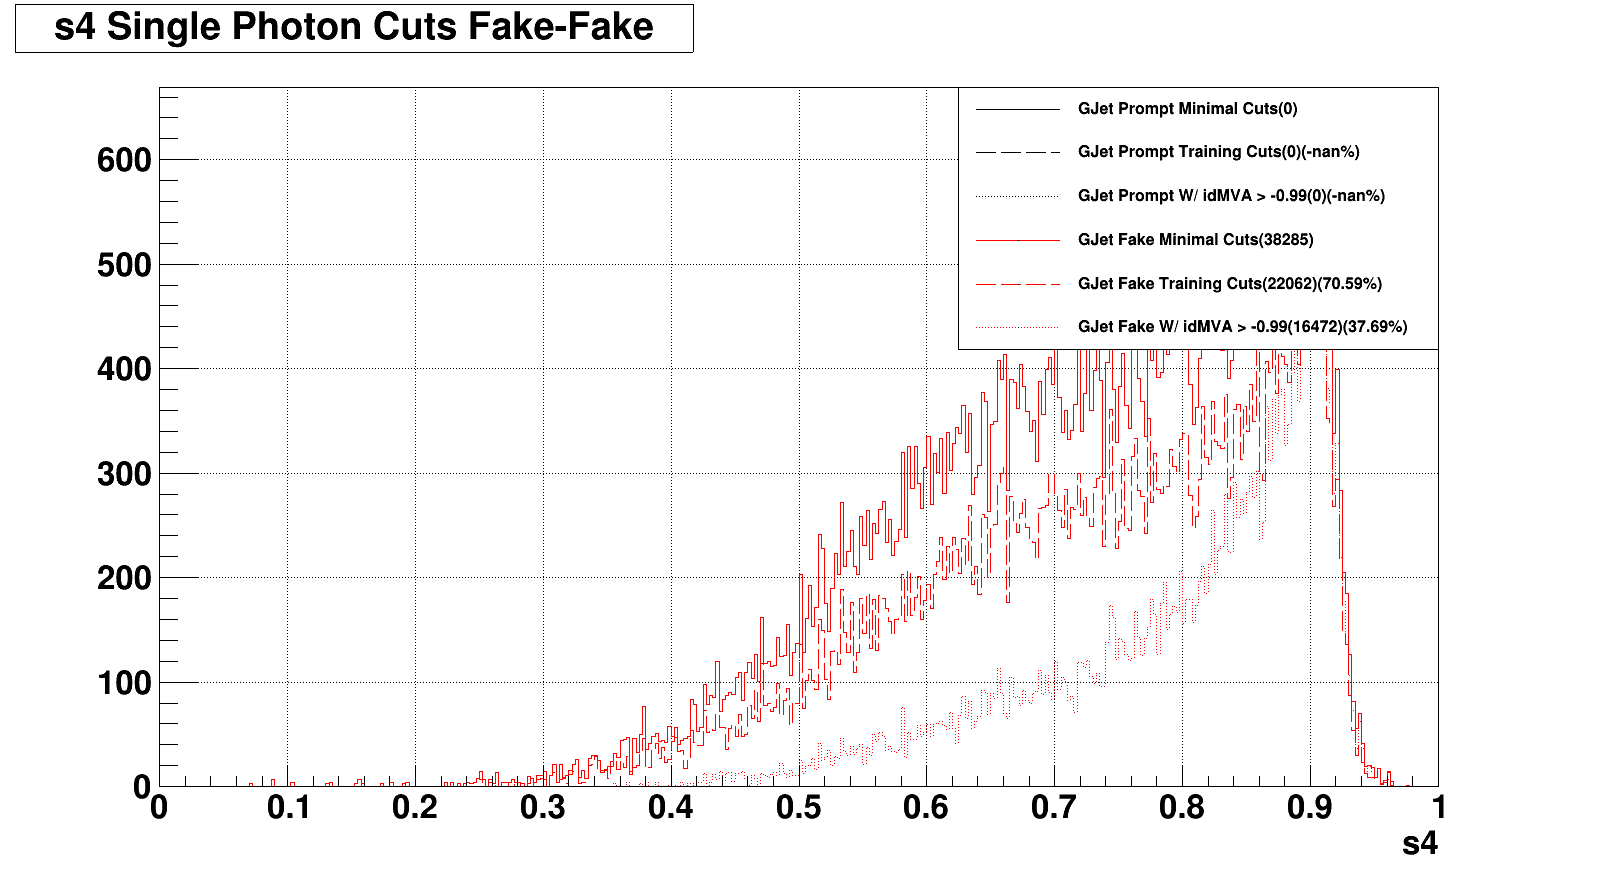 s4 Single Photon Cuts Fake-Fake
GJet Prompt Minimal Cuts(0)
GJet Prompt Training Cuts(0)(-nan%)
GJet Prompt W/ idMVA > -0.99(0)(-nan%)
GJet Fake Minimal Cuts(38285)
GJet Fake Training Cuts(22062)(70.59%)
GJet Fake W/ idMVA > -0.99(16472)(37.69%)
600
500
400
300
200
100
0
0 0.1 0.2 0.3 0.4 0.5 0.6 0.7 0.8 0.9 1
s4